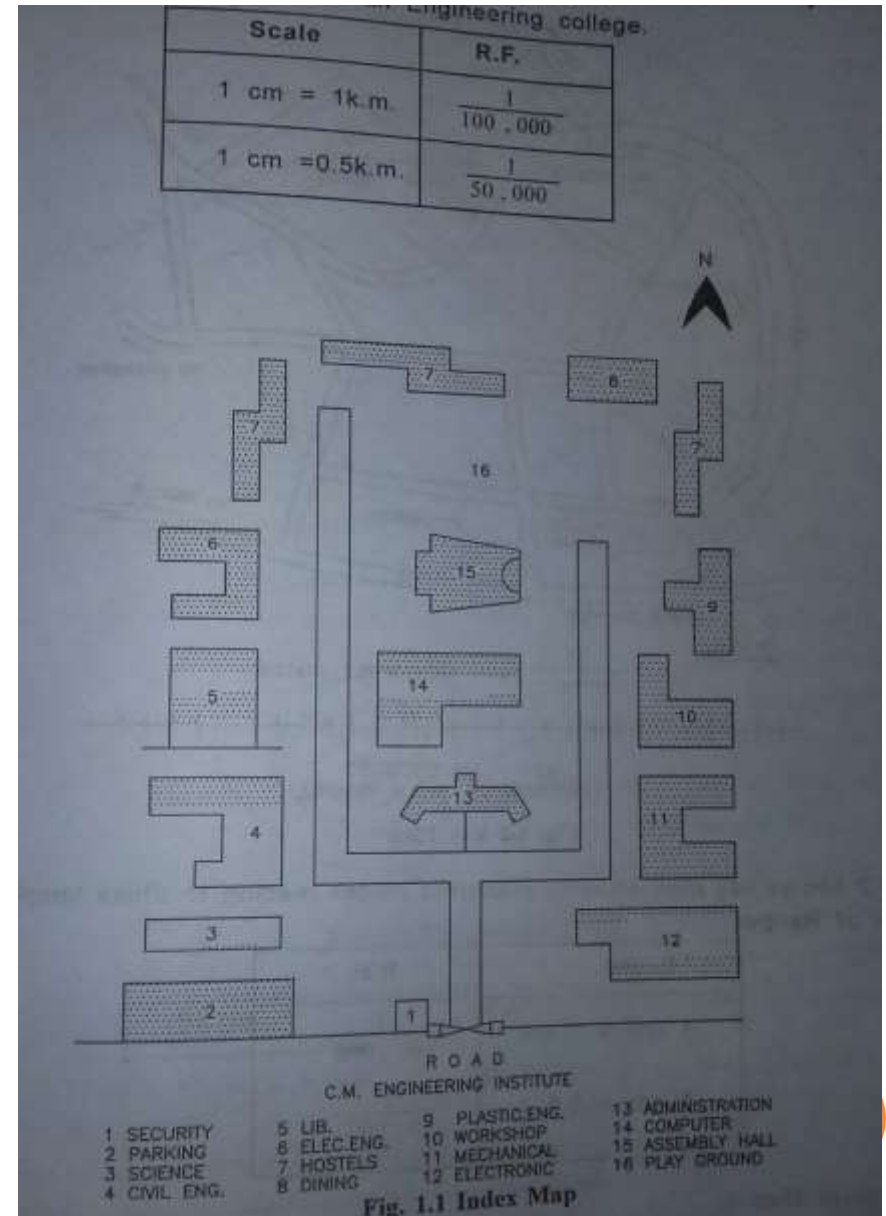 Engineering college.
Scale R.F.
1 cm = 1k.m. 1
100 , 000
1 cm =0.5k.m. 1
50 , 000
N
7
8
7
7
16
6
15
9
5
14
10
13
4
11
3
12
2
1
ROAD
C.M. ENGINEERING INSTITUTE
1 SECURITY 5 LIB. 9 PLASTIC.ENG. 13 ADMINISTRATION
2 PARKING 6 ELEC.ENG. 10 WORKSHOP 14 COMPUTER
3 SCIENCE 7 HOSTELS 11 MECHANICAL 15 ASSEMBLY HALL
4 CIVIL ENG. 8 DINING 12 ELECTRONIC 16 PLAY GROUND
Fig. 1.1 Index Map